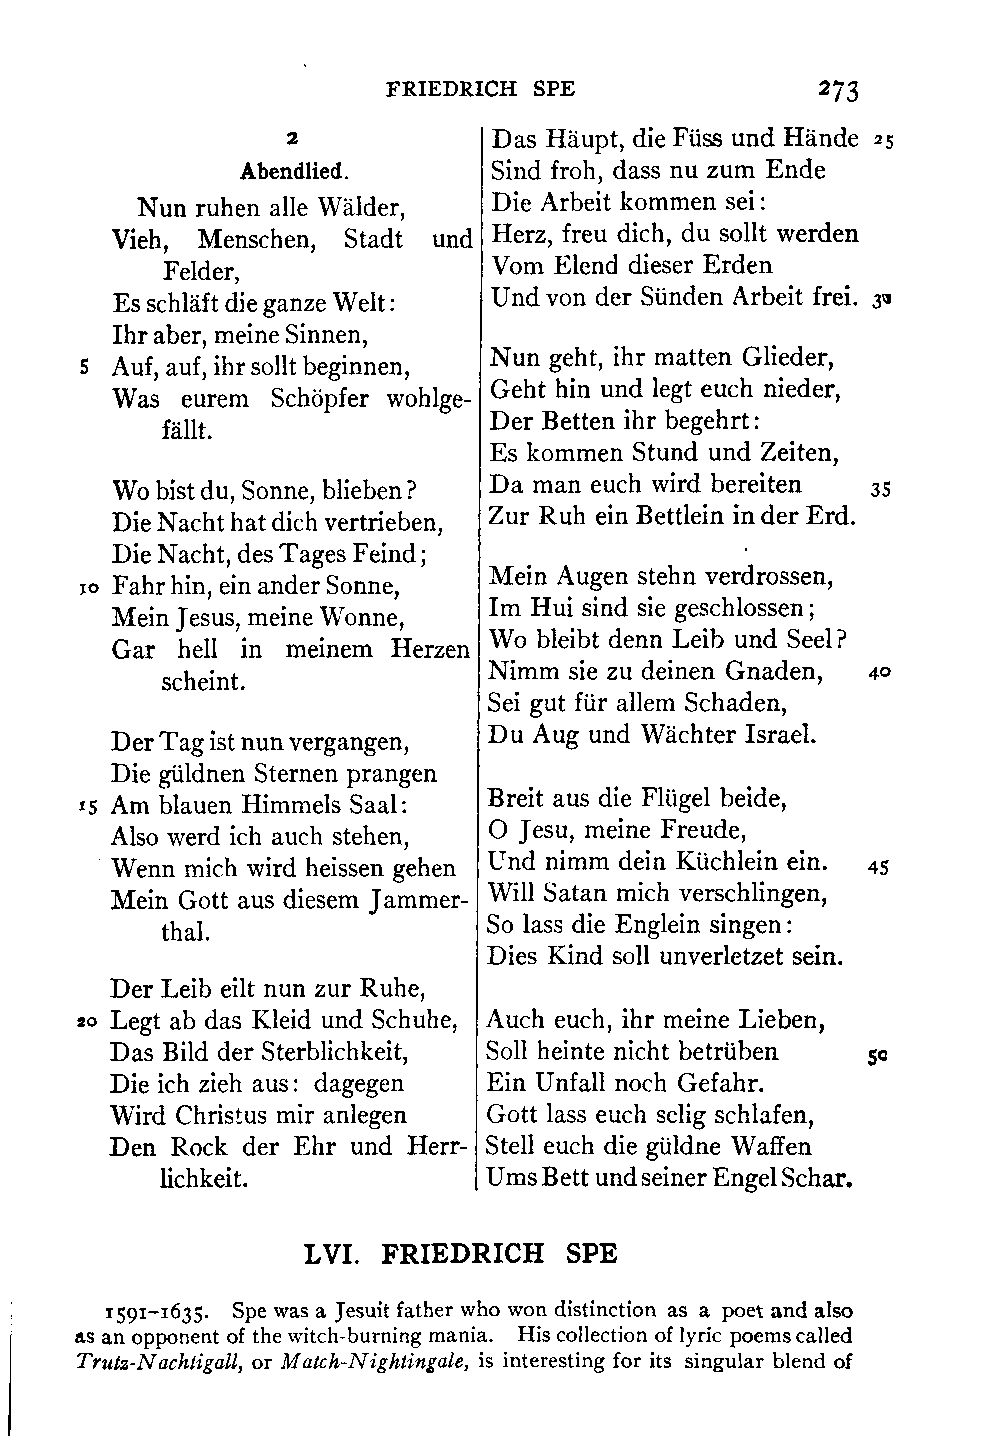 FRIEDRICH SPE 273
2
Abendlied.
Nun ruhen alle Wälder,
Vieh, Menschen, Stadt und
Felder,
Es schläft die ganze Welt:
Ihr aber, meine Sinnen,
5 Auf, auf, ihr sollt beginnen,
Was eurem Schöpfer wohlge-
fällt.
Wo bist du, Sonne, blieben?
Die Nacht hat dich vertrieben,
Die Nacht, des Tages Feind;
10 Fahr hin, ein ander Sonne,
Mein Jesus, meine Wonne,
Gar hell in meinem Herzen
scheint.
Der Tag ist nun vergangen,
Die güldnen Sternen prangen
15 Am blauen Himmels Saal:
Also werd ich auch stehen,
Wenn mich wird heissen gehen
Mein Gott aus diesem Jammer-
thal.
Der Leib eilt nun zur Ruhe,
20 Legt ab das Kleid und Schuhe,
Das Bild der Sterblichkeit,
Die ich zieh aus: dagegen
Wird Christus mir anlegen
Den Rock der Ehr und Herr-
lichkeit.
Das Häupt, die Füss und Hände 25
Sind froh, dass nu zum Ende
Die Arbeit kommen sei:
Herz, freu dich, du sollt werden
Vom Elend dieser Erden
Und von der Sünden Arbeit frei. 30
Nun geht, ihr matten Glieder,
Geht hin und legt euch nieder,
Der Betten ihr begehrt:
Es kommen Stund und Zeiten,
Da man euch wird bereiten 35
Zur Ruh ein Bettlein in der Erd.
Mein Augen stehn verdrossen,
Im Hui sind sie geschlossen;
Wo bleibt denn Leib und Seel?
Nimm sie zu deinen Gnaden, 40
Sei gut für allem Schaden,
Du Aug und Wächter Israel.
Breit aus die Flügel beide,
O Jesu, meine Freude,
Und nimm dein Küchlein ein. 45
Will Satan mich verschlingen,
So lass die Englein singen:
Dies Kind soll unverletzet sein.
Auch euch, ihr meine Lieben,
Soll heinte nicht betrüben 50
Ein Unfall noch Gefahr.
Gott lass euch selig schlafen,
Stell euch die güldne Waffen
Ums Bett und seiner Engel Schar.
LVI. FRIEDRICH SPE
1591–1635. Spe was a Jesuit father who won distinction as a poet and also
as an opponent of the witch-burning mania. His collection of lyric poems called
Trutz-Nachtigall, or Match-Nightingale, is interesting for its singular blend of